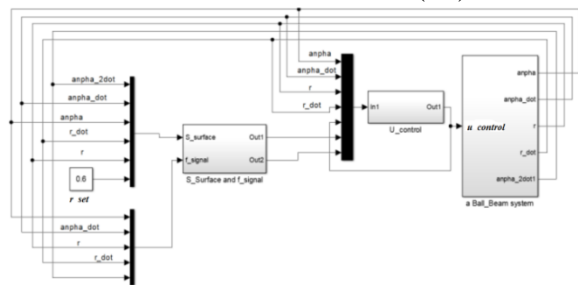 anpha
anpha_dot
r
r_dot
anpha_2dot
anpha_dot
anpha
r_dot
r
0.6
r set
S_surface
f_signal
Out1
Out2
S_Surface and f_signal
In1
Out1
U_control
u control
anpha
anpha_dot
r
r_dot
anpha_2dot1
a Ball_Beam system
anpha_dot
r
r_dot